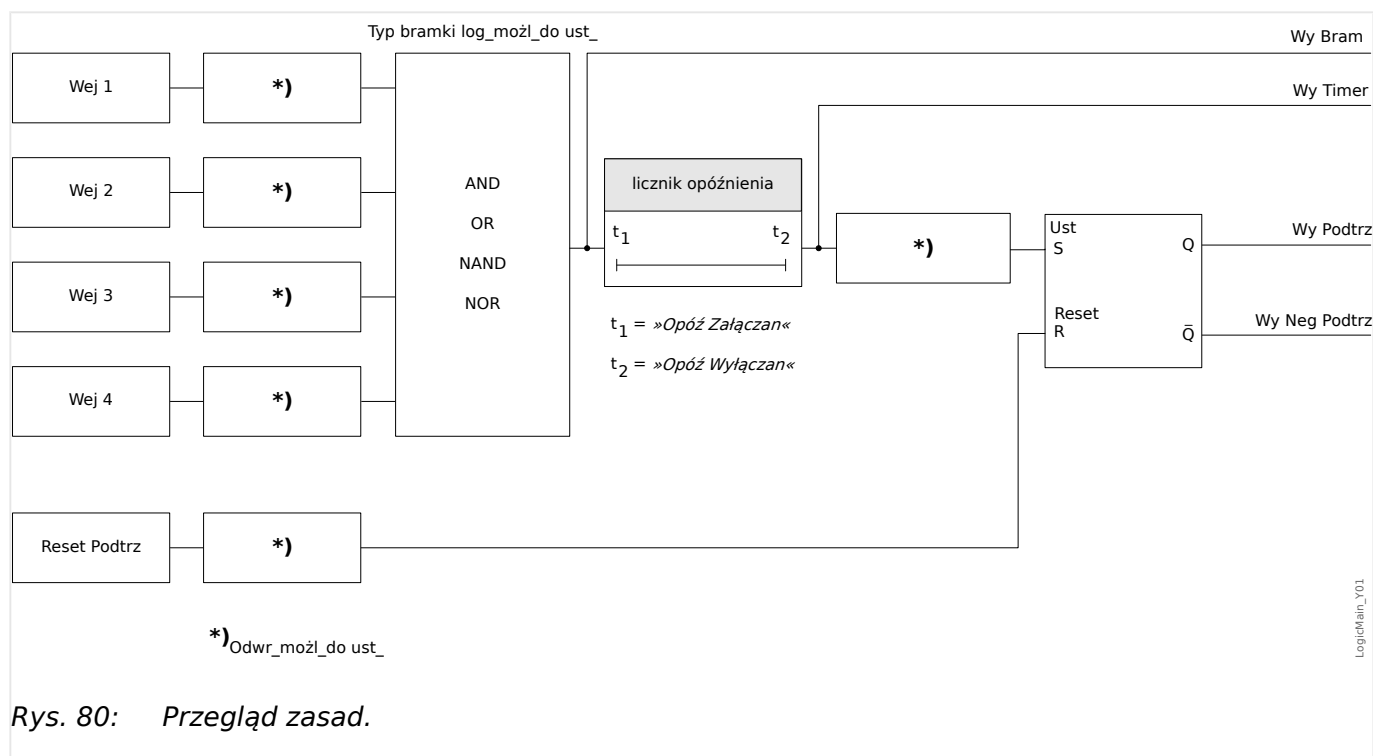 Typ bramki log_możl_do ust_
Wy Bram
Wej 1
*)
Wy Timer
Wej 2
*)
AND
OR
NAND
NOR
licznik opóźnienia
t1
t2
*)
Ust
S
Q
Wy Podtrz
Wej 3
*)
t1 = »Opóź Załączan«
t2 = »Opóź Wyłączan«
Reset
R
Q̅
Wy Neg Podtrz
Wej 4
*)
Reset Podtrz
*)
*)Odwr_możl_do ust_
LogicMain_Y01
Rys. 80: Przegląd zasad.